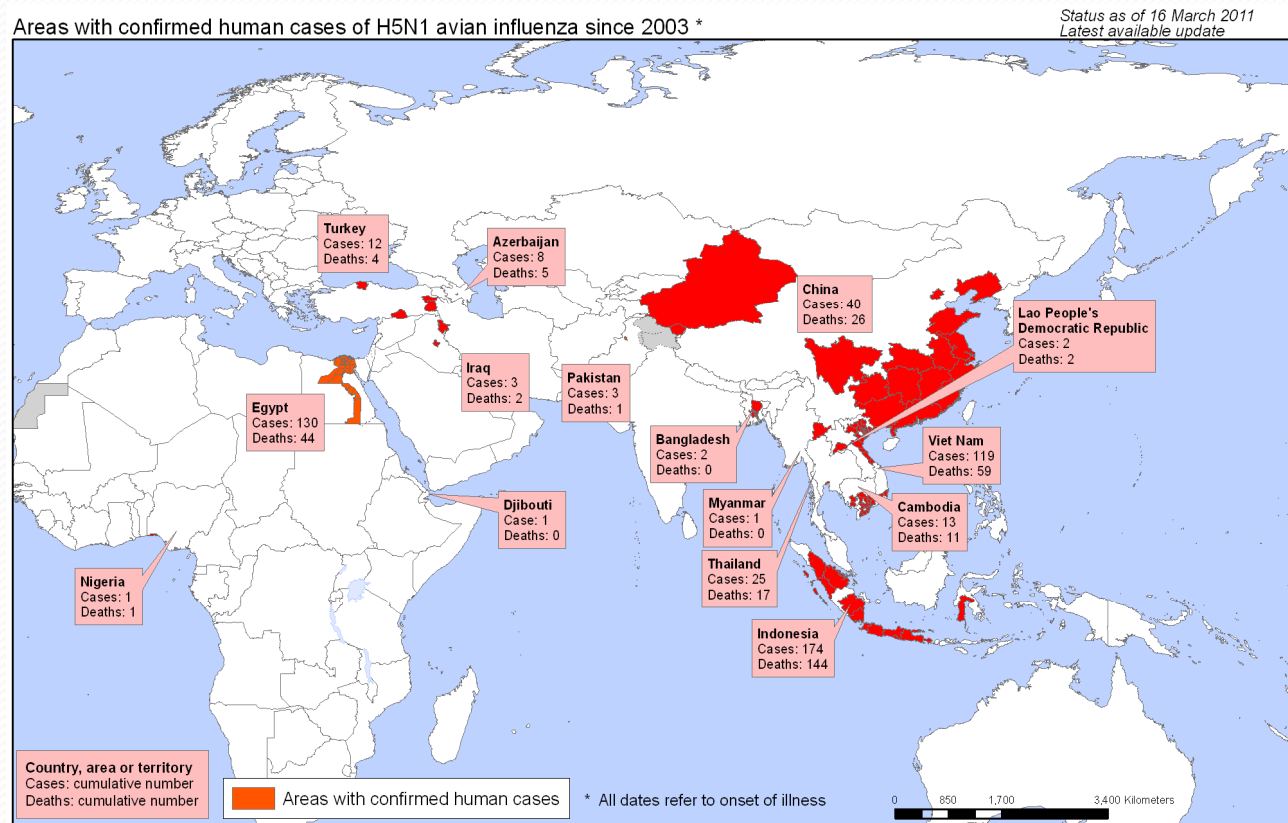 Areas with confirmed human cases of H5N1 avian influenza since 2003 *
Status as of 16 March 2011
Latest available update
Turkey
Cases: 12
Deaths: 4
Azerbaijan
Cases: 8
Deaths: 5
China
Cases: 40
Deaths: 26
Lao People's
Democratic Republic
Cases: 2
Deaths: 2
Iraq
Cases: 3
Deaths: 2
Pakistan
Cases: 3
Deaths: 1
Egypt
Cases: 130
Deaths: 44
Bangladesh
Cases: 2
Deaths: 0
Viet Nam
Cases: 119
Deaths: 59
Djibouti
Case: 1
Deaths: 0
Myanmar
Cases: 1
Deaths: 0
Cambodia
Cases: 13
Deaths: 11
Nigeria
Cases: 1
Deaths: 1
Thailand
Cases: 25
Deaths: 17
Indonesia
Cases: 174
Deaths: 144
Country, area or territory
Cases: cumulative number
Deaths: cumulative number
Areas with confirmed human cases
* All dates refer to onset of illness
0 850 1,700 3,400 Kilometers